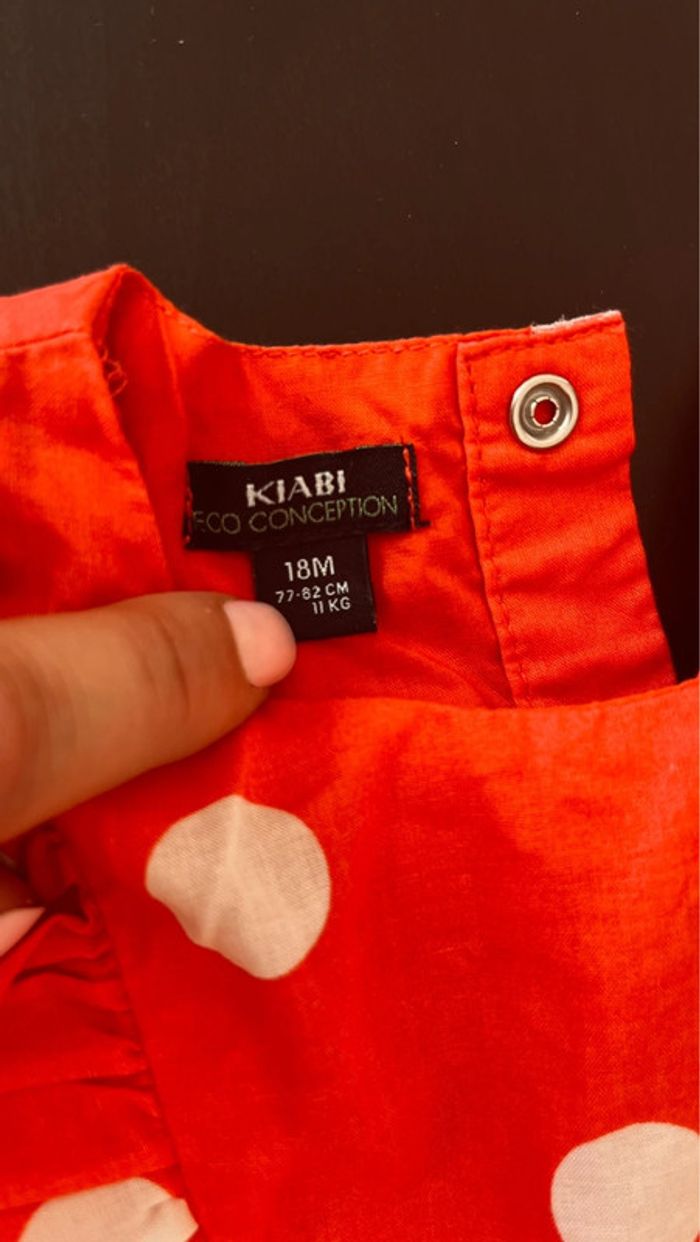 KIABI
ECO CONCEPTION
18M
77-82 CM
11 KG